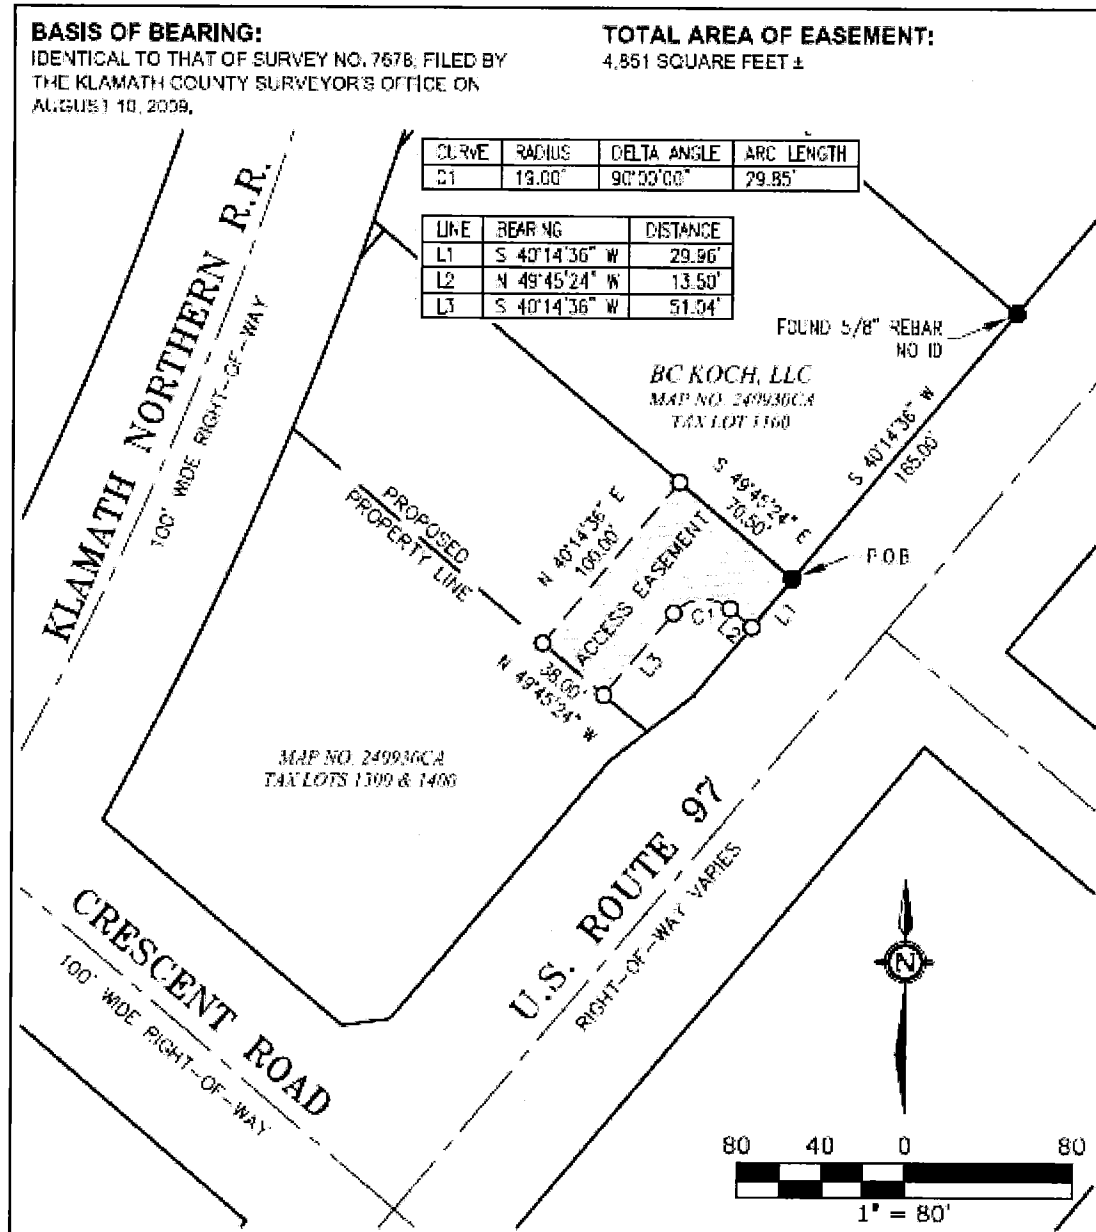 BASIS OF BEARING:
IDENTICAL TO THAT OF SURVEY NO. 7678, FILED BY
THE KLAMATH COUNTY SURVEYOR'S OFFICE ON
AUGUST 10, 2009.
TOTAL AREA OF EASEMENT:
4,851 SQUARE FEET ±
CURVE RADIUS DELTA ANGLE ARC LENGTH
C1 19.00' 90°00'00" 29.85'
LINE BEARING DISTANCE
L1 S 40°14'36" W 29.96'
L2 N 49°45'24" W 13.50'
L3 S 40°14'36" W 51.04'
KLAMATH NORTHERN R.R.
100' WIDE RIGHT-OF-WAY
FOUND 5/8" REBAR
NO ID
BC KOCH, LLC
MAP NO. 240930CA
TAX LOT 1100
S 40°14'36" W
165.00'
S 49°45'24" E
70.50'
P.O.B.
PROPOSED
PROPERTY LINE
N 40°14'36" E
100.00'
ACCESS EASEMENT
C1
L2
L1
L3
38.00'
N 49°45'24" W
MAP NO. 240930CA
TAX LOTS 1300 & 1400
U.S. ROUTE 97
RIGHT-OF-WAY VARIES
CRESCENT ROAD
100' WIDE RIGHT-OF-WAY
N
80 40 0 80
1" = 80'